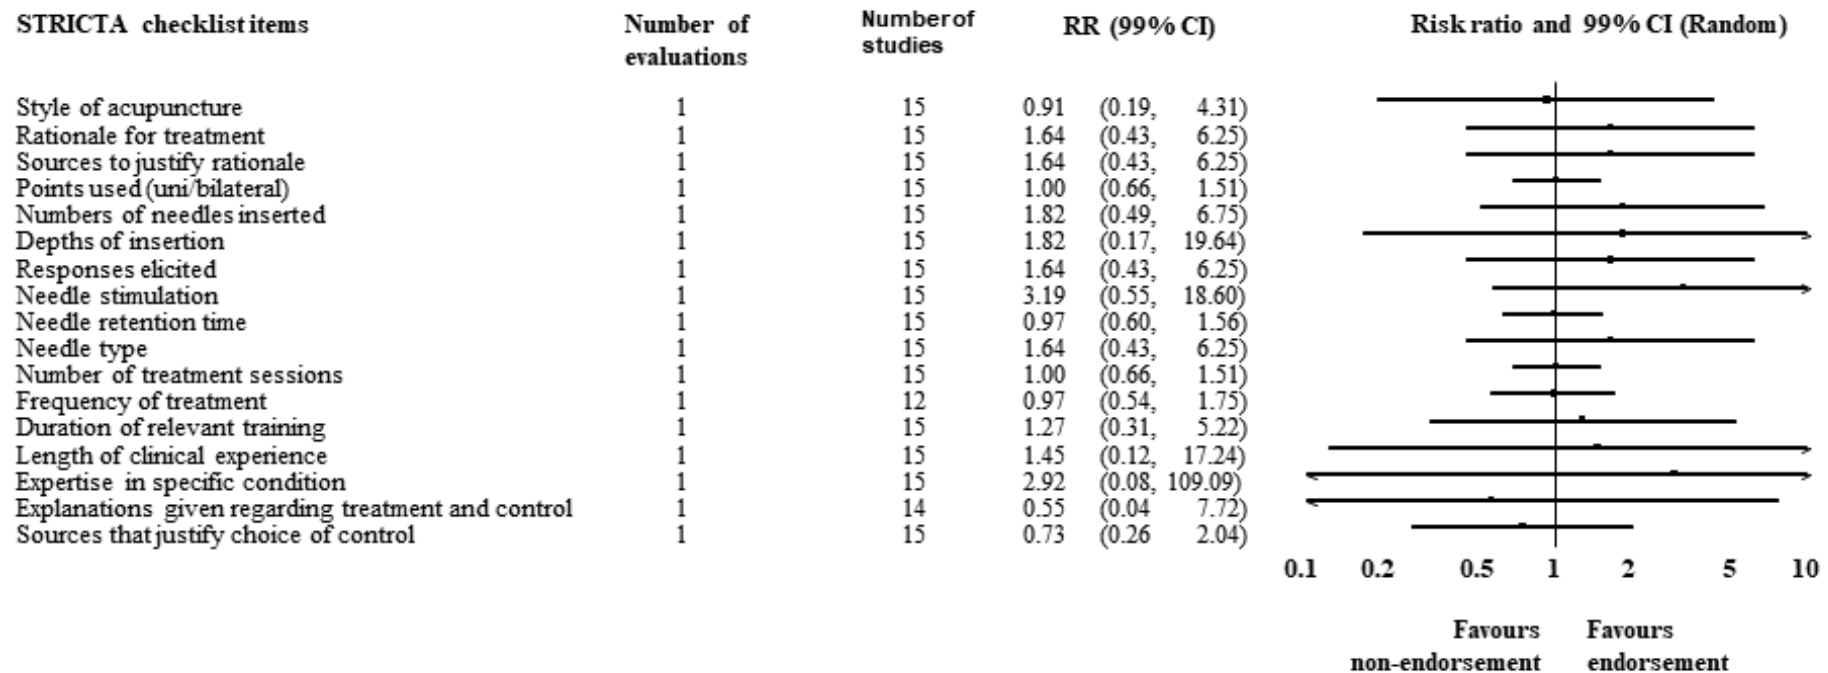 STRICTA checklist items Number of evaluations Number of studies RR (99% CI) Risk ratio and 99% CI (Random)
Style of acupuncture 1 15 0.91 (0.19, 4.31)
Rationale for treatment 1 15 1.64 (0.43, 6.25)
Sources to justify rationale 1 15 1.64 (0.43, 6.25)
Points used (uni/bilateral) 1 15 1.00 (0.66, 1.51)
Numbers of needles inserted 1 15 1.82 (0.49, 6.75)
Depths of insertion 1 15 1.82 (0.17, 19.64)
Responses elicited 1 15 1.64 (0.43, 6.25)
Needle stimulation 1 15 3.19 (0.55, 18.60)
Needle retention time 1 15 0.97 (0.60, 1.56)
Needle type 1 15 1.64 (0.43, 6.25)
Number of treatment sessions 1 15 1.00 (0.66, 1.51)
Frequency of treatment 1 12 0.97 (0.54, 1.75)
Duration of relevant training 1 15 1.27 (0.31, 5.22)
Length of clinical experience 1 15 1.45 (0.12, 17.24)
Expertise in specific condition 1 15 2.92 (0.08, 109.09)
Explanations given regarding treatment and control 1 14 0.55 (0.04 7.72)
Sources that justify choice of control 1 15 0.73 (0.26 2.04)
0.1 0.2 0.5 1 2 5 10
Favours non-endorsement Favours endorsement